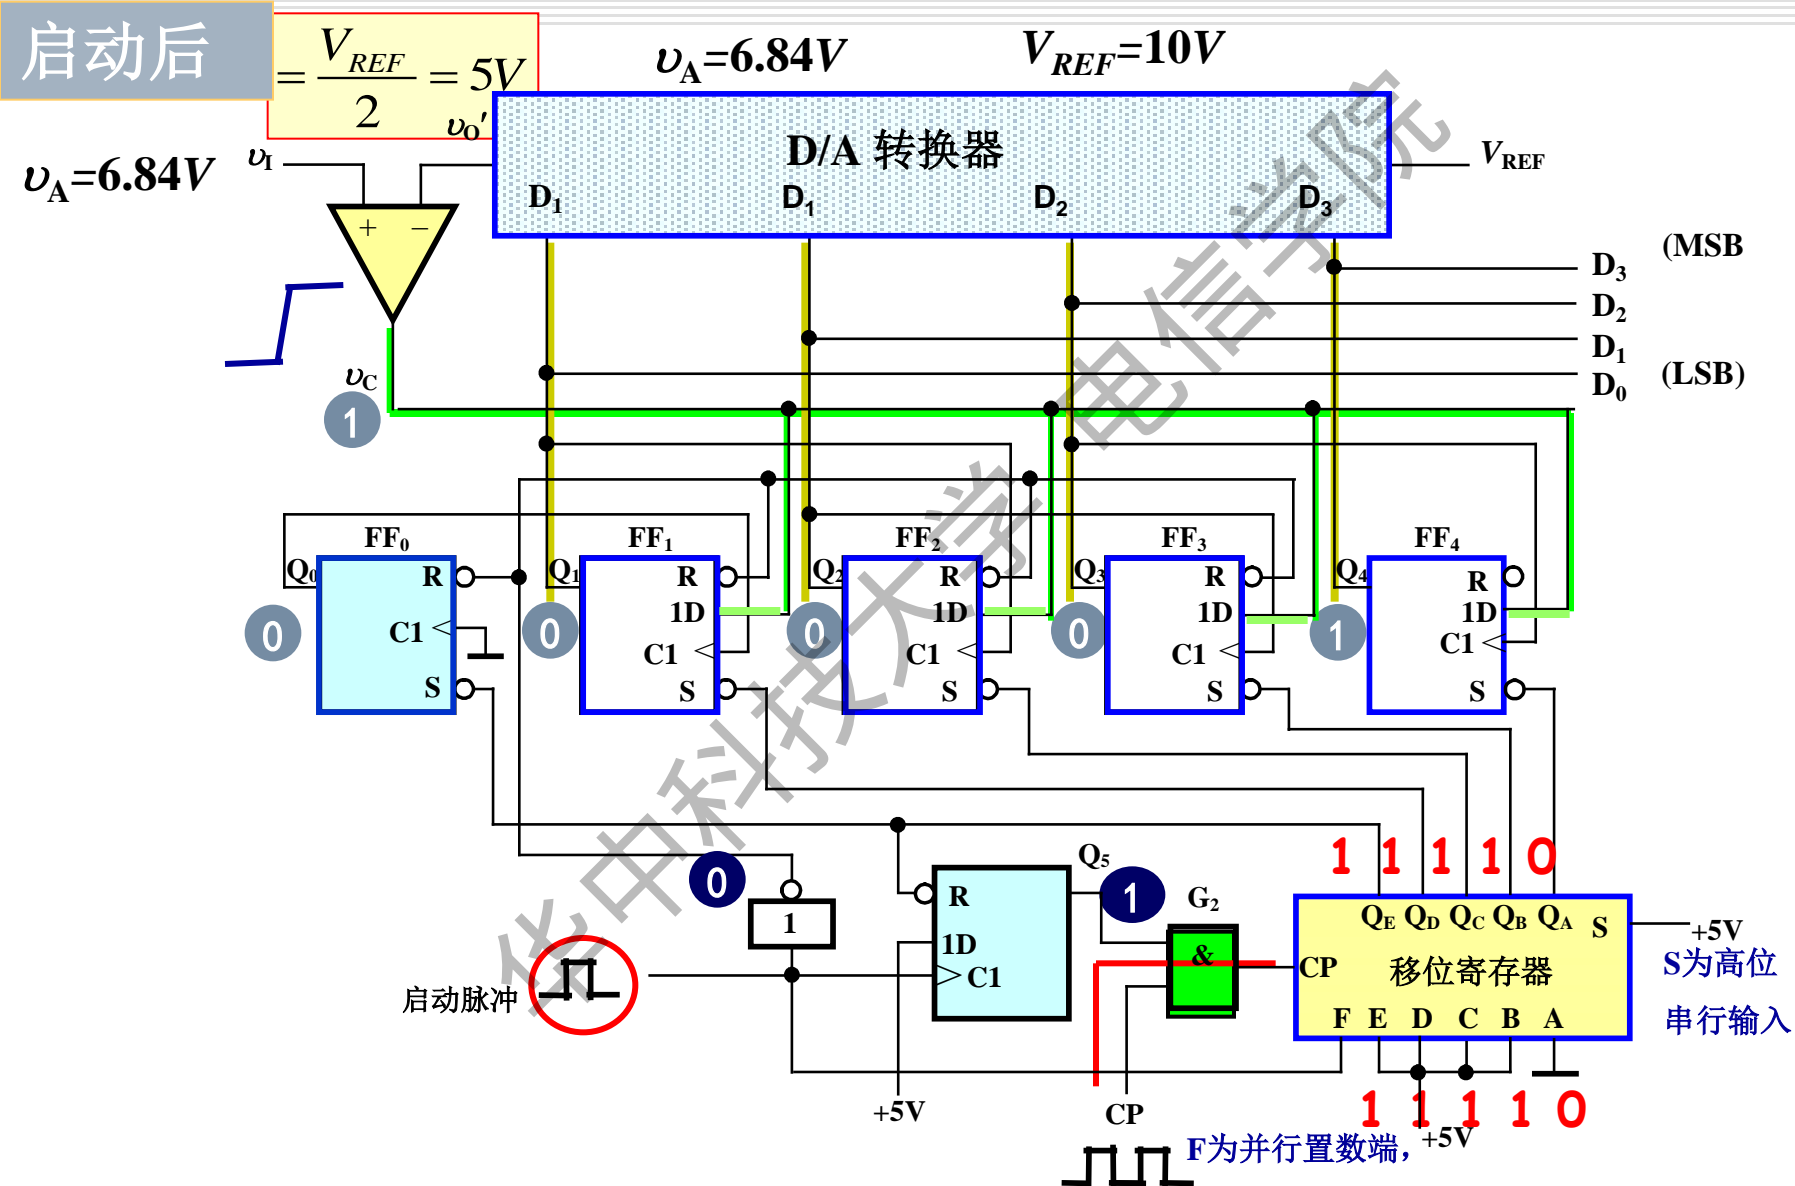 启动后
= V_REF / 2 = 5V
υA=6.84V
VREF=10V
υO′
υI
υA=6.84V
D/A 转换器
D1 D1 D2 D3
VREF
+ −
(MSB
D3
D2
D1
D0
(LSB)
υC
1
FF0 FF1 FF2 FF3 FF4
Q0 R Q1 R Q2 R Q3 R Q4 R
1D 1D 1D 1D
C1 C1 C1 C1 C1
0 0 0 0 1
S S S S S
1 1 1 1 0
0
1
Q5
1
G2
R
1D
C1
&
QE QD QC QB QA S
+5V
CP 移位寄存器
S为高位
串行输入
F E D C B A
启动脉冲
+5V
CP
1 1 1 1 0
+5V
F为并行置数端，
华中科技大学 电信学院